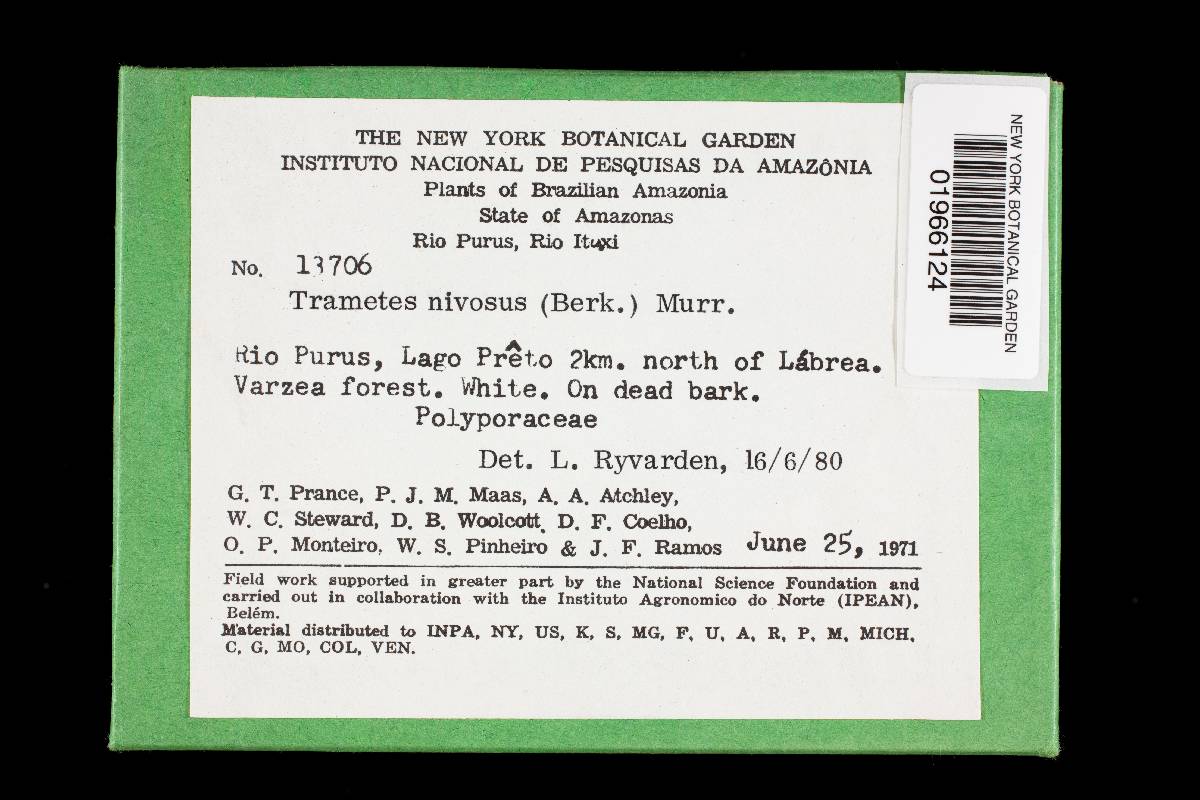 THE NEW YORK BOTANICAL GARDEN
INSTITUTO NACIONAL DE PESQUISAS DA AMAZÔNIA
Plants of Brazilian Amazonia
State of Amazonas
Rio Purus, Rio Ituxi
No. 13706
Trametes nivosus (Berk.) Murr.
Rio Purus, Lago Prêto 2km. north of Lábrea.
Varzea forest. White. On dead bark.
Polyporaceae
Det. L. Ryvarden, 16/6/80
G. T. Prance, P. J. M. Maas, A. A. Atchley,
W. C. Steward, D. B. Woolcott, D. F. Coelho,
O. P. Monteiro, W. S. Pinheiro & J. F. Ramos June 25, 1971
Field work supported in greater part by the National Science Foundation and
carried out in collaboration with the Instituto Agronomico do Norte (IPEAN),
Belém.
Material distributed to INPA, NY, US, K, S, MG, F, U, A, R, P, M, MICH,
C, G, MO, COL, VEN.
NEW YORK BOTANICAL GARDEN
01966124